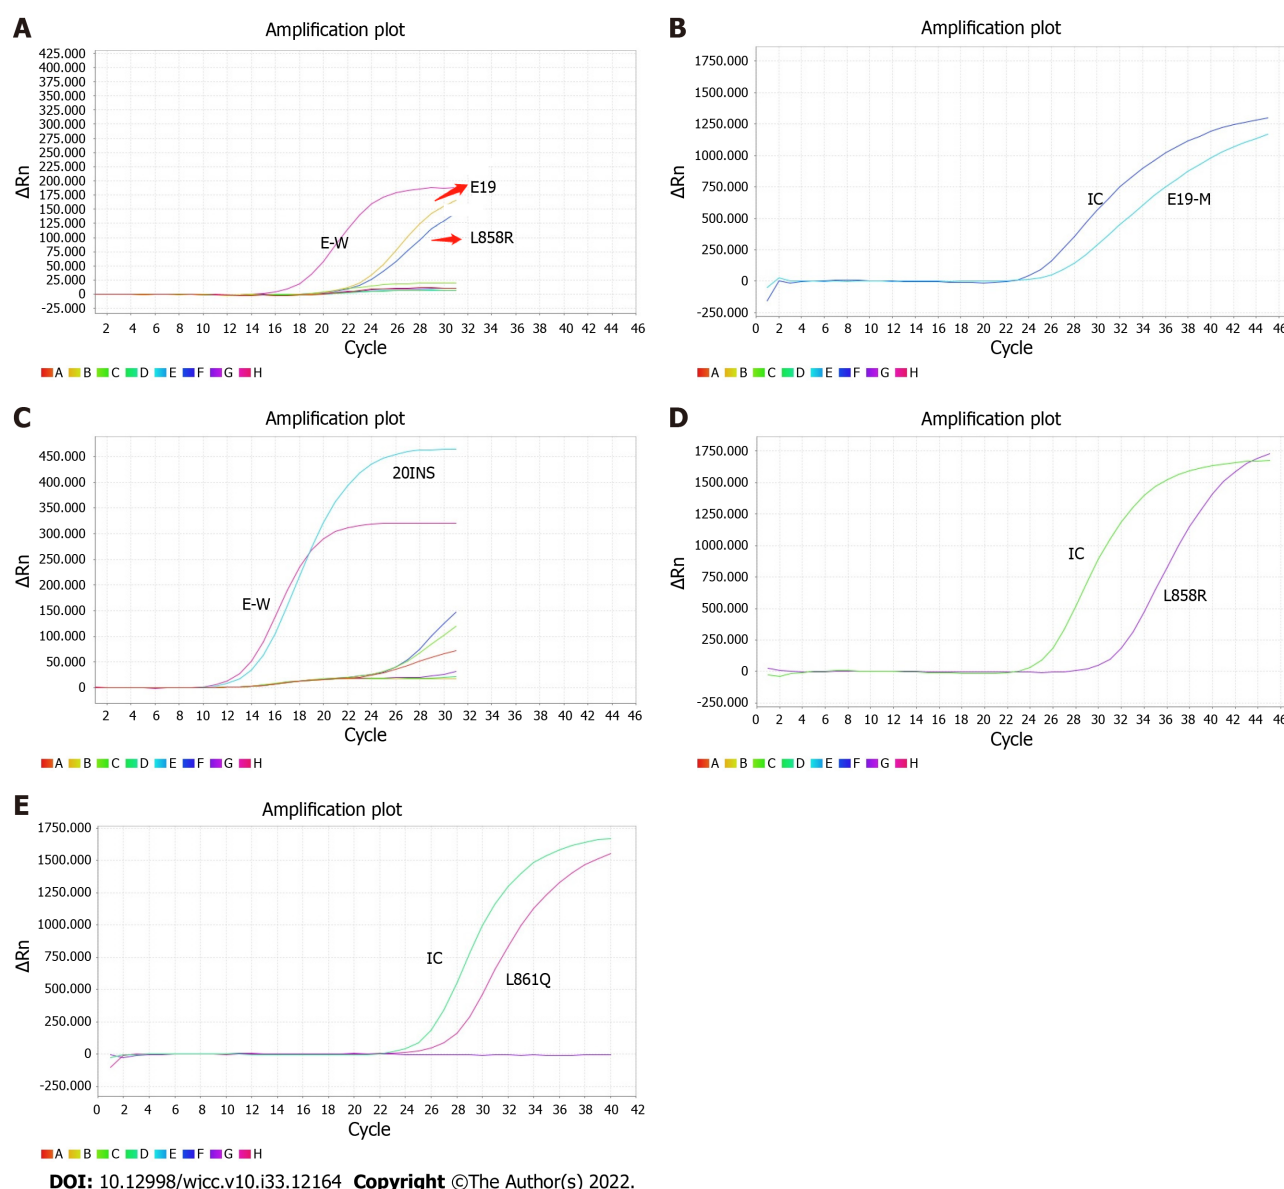 A
Amplification plot
425.000
400.000
375.000
350.000
325.000
300.000
275.000
250.000
225.000
200.000
175.000
150.000
125.000
100.000
75.000
50.000
25.000
0
-25.000
ΔRn
E19
E-W
L858R
2 4 6 8 10 12 14 16 18 20 22 24 26 28 30 32 34 36 38 40 42 44 46
Cycle
A B C D E F G H
B
Amplification plot
1750.000
1500.000
1250.000
1000.000
750.000
500.000
250.000
0
-250.000
ΔRn
IC
E19-M
0 2 4 6 8 10 12 14 16 18 20 22 24 26 28 30 32 34 36 38 40 42 44 46
Cycle
A B C D E F G H
C
Amplification plot
450.000
400.000
350.000
300.000
250.000
200.000
150.000
100.000
50.000
0
ΔRn
20INS
E-W
2 4 6 8 10 12 14 16 18 20 22 24 26 28 30 32 34 36 38 40 42 44 46
Cycle
A B C D E F G H
D
Amplification plot
1750.000
1500.000
1250.000
1000.000
750.000
500.000
250.000
0
-250.000
ΔRn
IC
L858R
0 2 4 6 8 10 12 14 16 18 20 22 24 26 28 30 32 34 36 38 40 42 44 46
Cycle
A B C D E F G H
E
Amplification plot
1750.000
1500.000
1250.000
1000.000
750.000
500.000
250.000
0
-250.000
ΔRn
IC
L861Q
0 2 4 6 8 10 12 14 16 18 20 22 24 26 28 30 32 34 36 38 40 42
Cycle
A B C D E F G H
DOI: 10.12998/wjcc.v10.i33.12164 Copyright ©The Author(s) 2022.